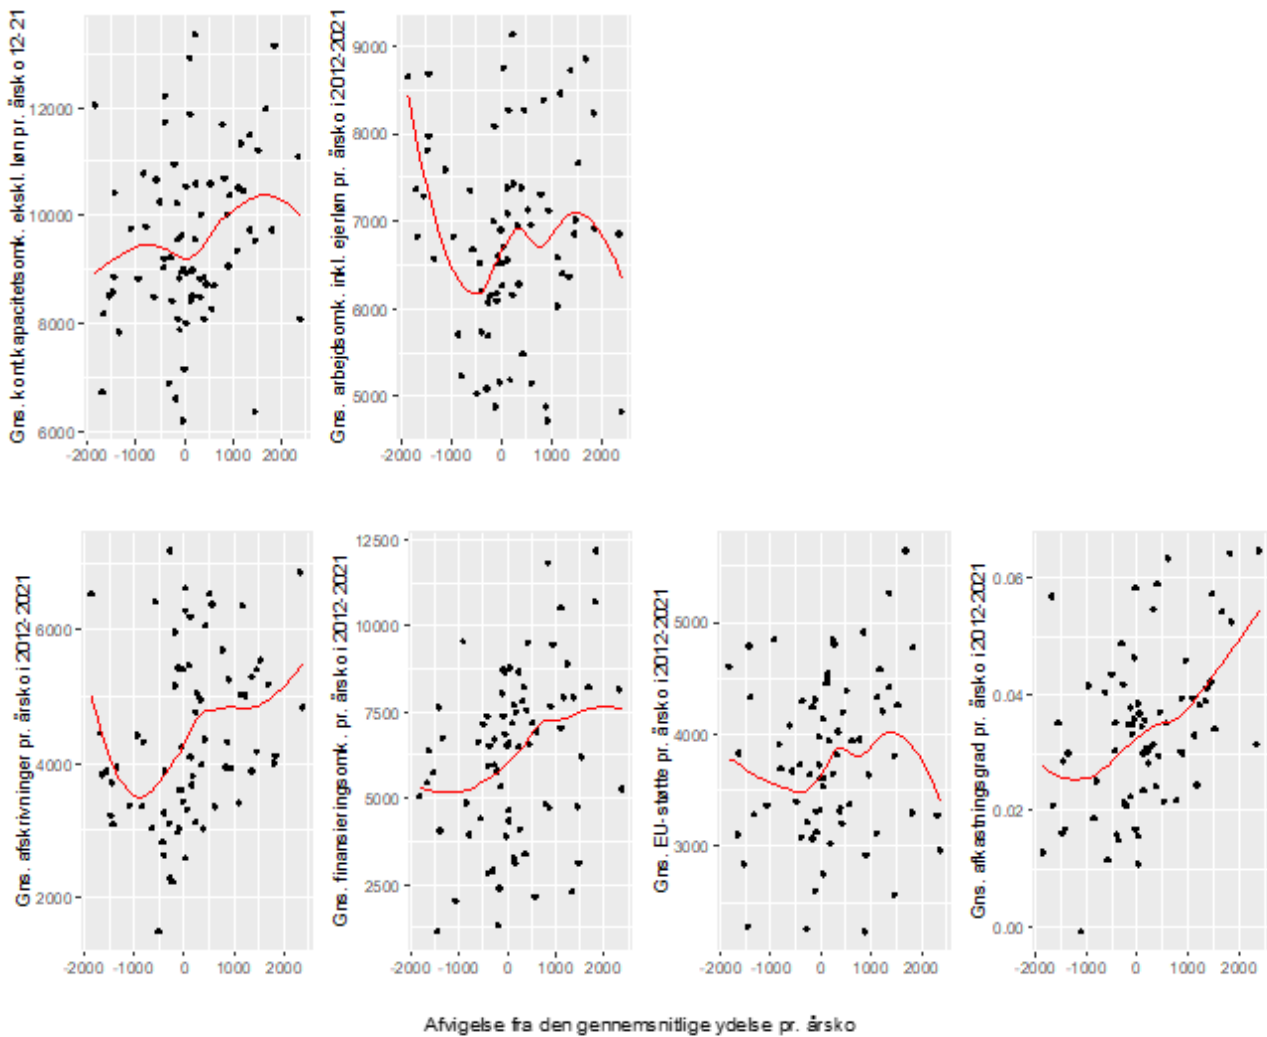 Gns. kont.kapacitetsomk. ekskl. løn pr. årsko 12-21
12000
10000
8000
6000
-2000 -1000 0 1000 2000
Gns. arbejdsomk. inkl. ejerløn pr. årsko i 2012-2021
9000
8000
7000
6000
5000
-2000 -1000 0 1000 2000
Gns. afskrivninger pr. årsko i 2012-2021
6000
4000
2000
-2000 -1000 0 1000 2000
Gns. finansieringsomk. pr. årsko i 2012-2021
12500
10000
7500
5000
2500
-2000 -1000 0 1000 2000
Gns. EU-støtte pr. årsko i 2012-2021
5000
4000
3000
-2000 -1000 0 1000 2000
Gns. afkastningsgrad pr. årsko i 2012-2021
0.06
0.04
0.02
0.00
-2000 -1000 0 1000 2000
Afvigelse fra den gennemsnitlige ydelse pr. årsko